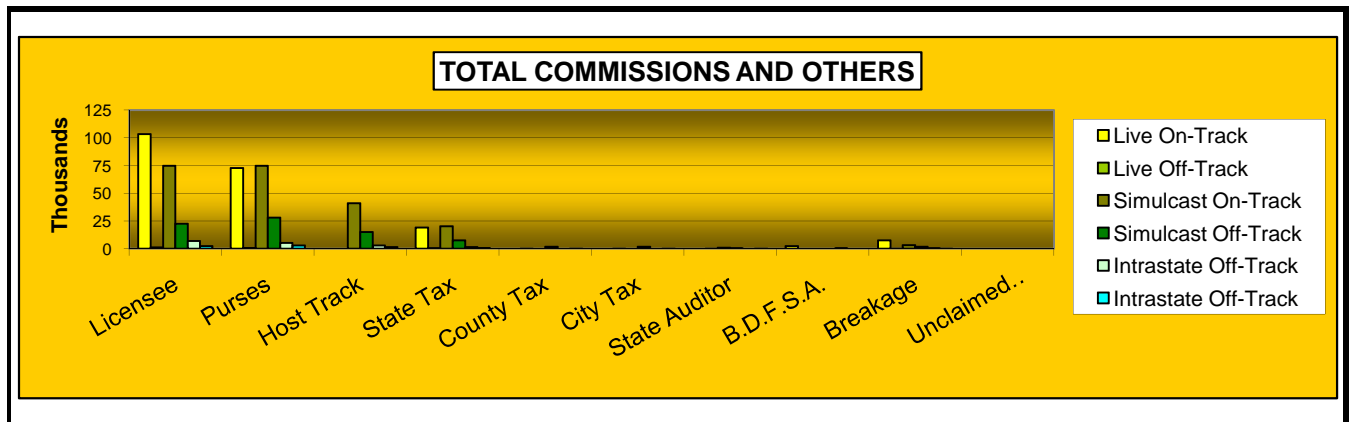 TOTAL COMMISSIONS AND OTHERS
Thousands
125
100
75
50
25
0
Licensee
Purses
Host Track
State Tax
County Tax
City Tax
State Auditor
B.D.F.S.A.
Breakage
Unclaimed..
Live On-Track
Live Off-Track
Simulcast On-Track
Simulcast Off-Track
Intrastate Off-Track
Intrastate Off-Track